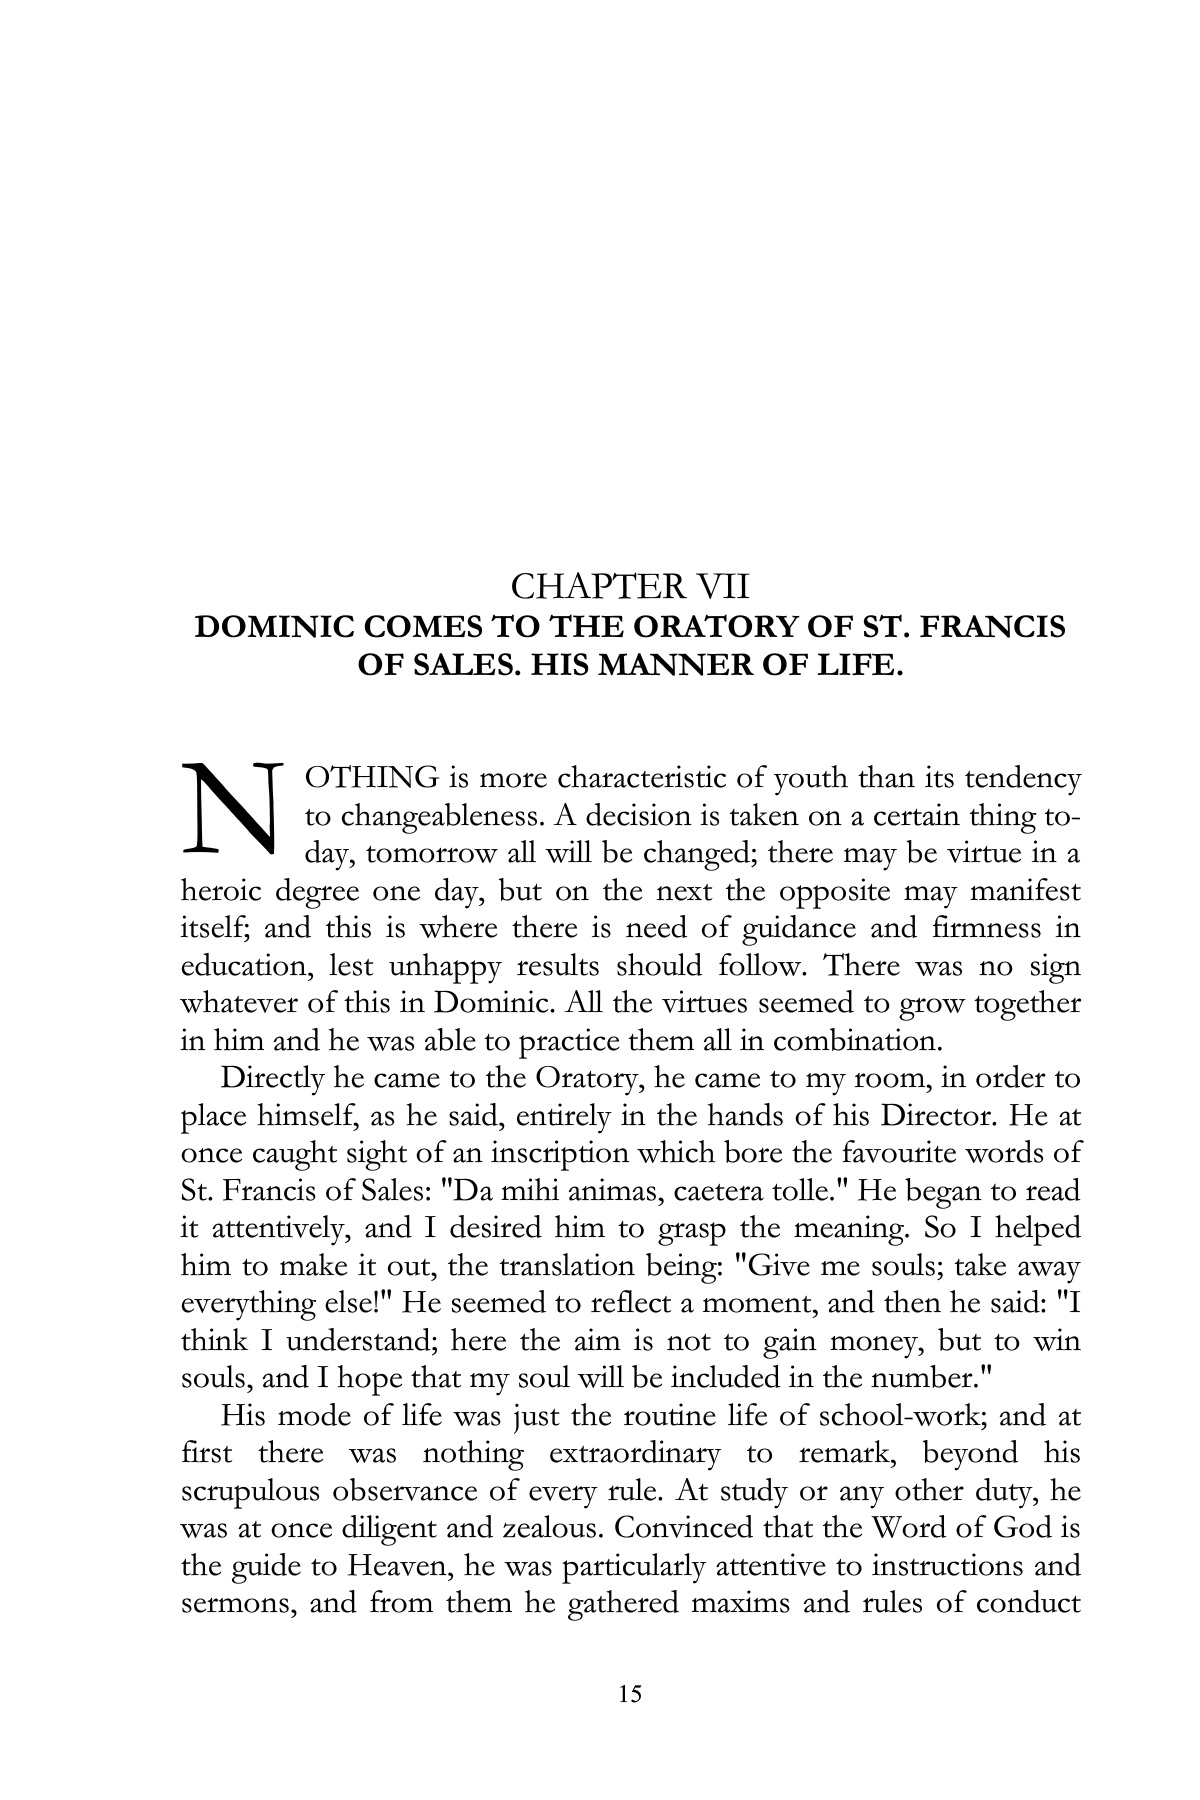 CHAPTER VII
DOMINIC COMES TO THE ORATORY OF ST. FRANCIS
OF SALES. HIS MANNER OF LIFE.
NOTHING is more characteristic of youth than its tendency
to changeableness. A decision is taken on a certain thing to-
day, tomorrow all will be changed; there may be virtue in a
heroic degree one day, but on the next the opposite may manifest
itself; and this is where there is need of guidance and firmness in
education, lest unhappy results should follow. There was no sign
whatever of this in Dominic. All the virtues seemed to grow together
in him and he was able to practice them all in combination.
Directly he came to the Oratory, he came to my room, in order to
place himself, as he said, entirely in the hands of his Director. He at
once caught sight of an inscription which bore the favourite words of
St. Francis of Sales: "Da mihi animas, caetera tolle." He began to read
it attentively, and I desired him to grasp the meaning. So I helped
him to make it out, the translation being: "Give me souls; take away
everything else!" He seemed to reflect a moment, and then he said: "I
think I understand; here the aim is not to gain money, but to win
souls, and I hope that my soul will be included in the number."
His mode of life was just the routine life of school-work; and at
first there was nothing extraordinary to remark, beyond his
scrupulous observance of every rule. At study or any other duty, he
was at once diligent and zealous. Convinced that the Word of God is
the guide to Heaven, he was particularly attentive to instructions and
sermons, and from them he gathered maxims and rules of conduct
15